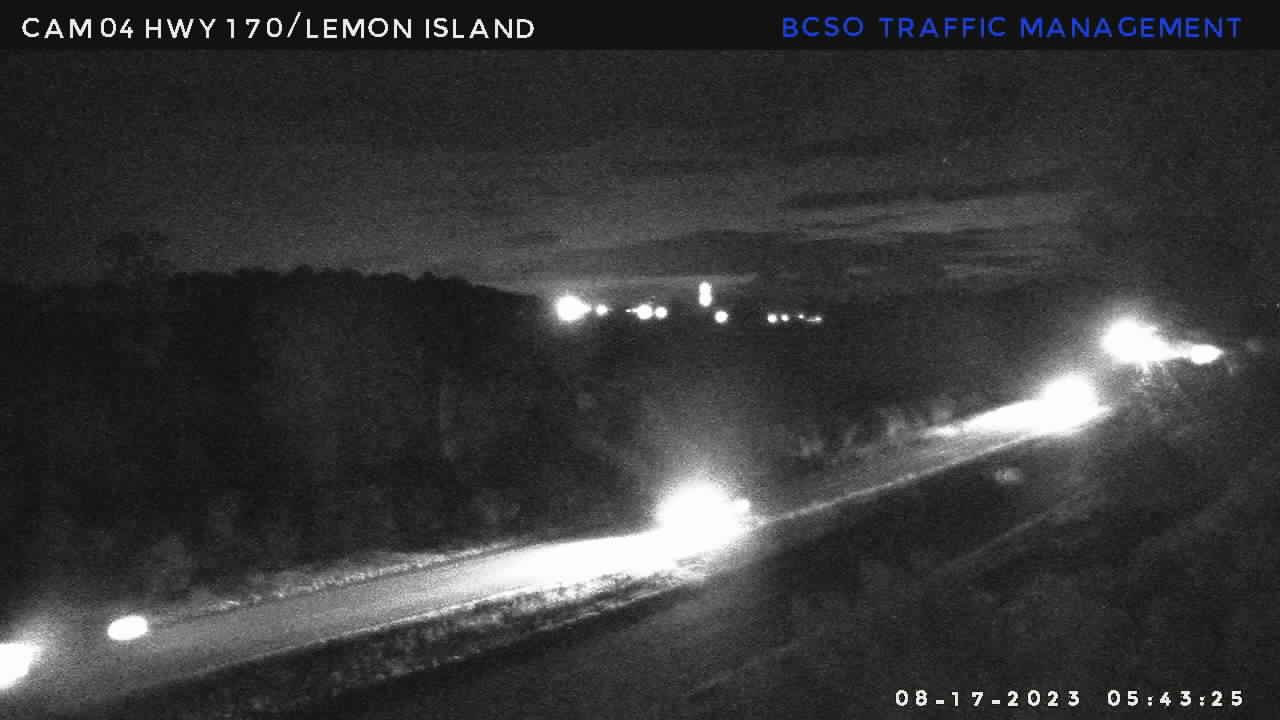 CAM04 HWY 170/LEMON ISLAND
BCSO TRAFFIC MANAGEMENT
08-17-2023 05:43:25